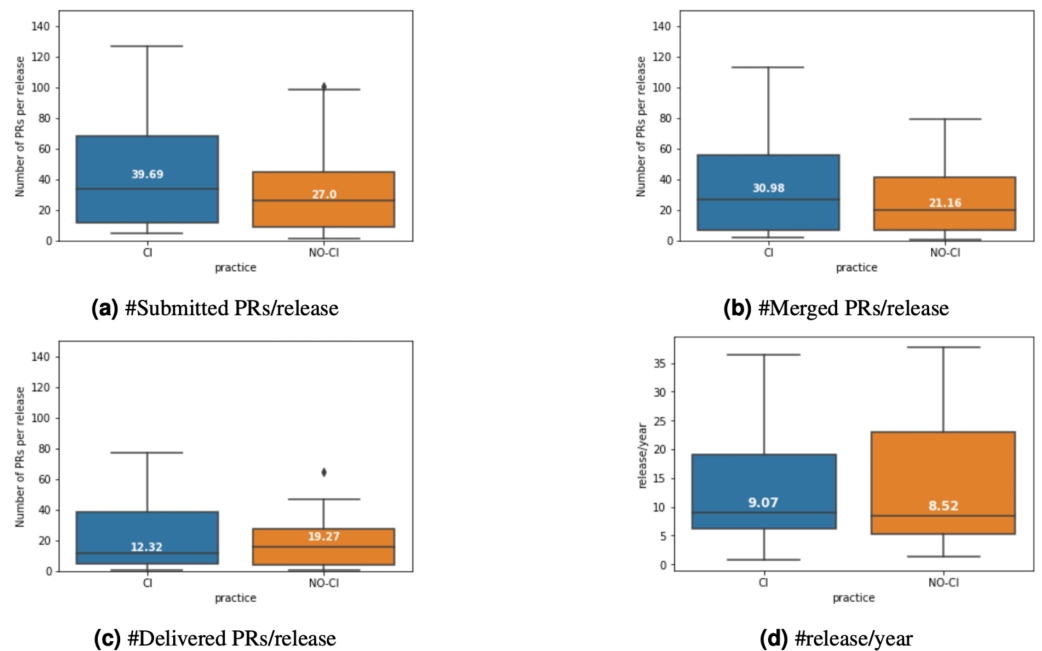 140
120
100
80
60
40
20
0
Number of PRs per release
39.69
27.0
CI
NO-CI
practice
(a) #Submitted PRs/release
140
120
100
80
60
40
20
0
Number of PRs per release
30.98
21.16
CI
NO-CI
practice
(b) #Merged PRs/release
140
120
100
80
60
40
20
0
Number of PRs per release
12.32
19.27
CI
NO-CI
practice
(c) #Delivered PRs/release
35
30
25
20
15
10
5
0
release/year
9.07
8.52
CI
NO-CI
practice
(d) #release/year